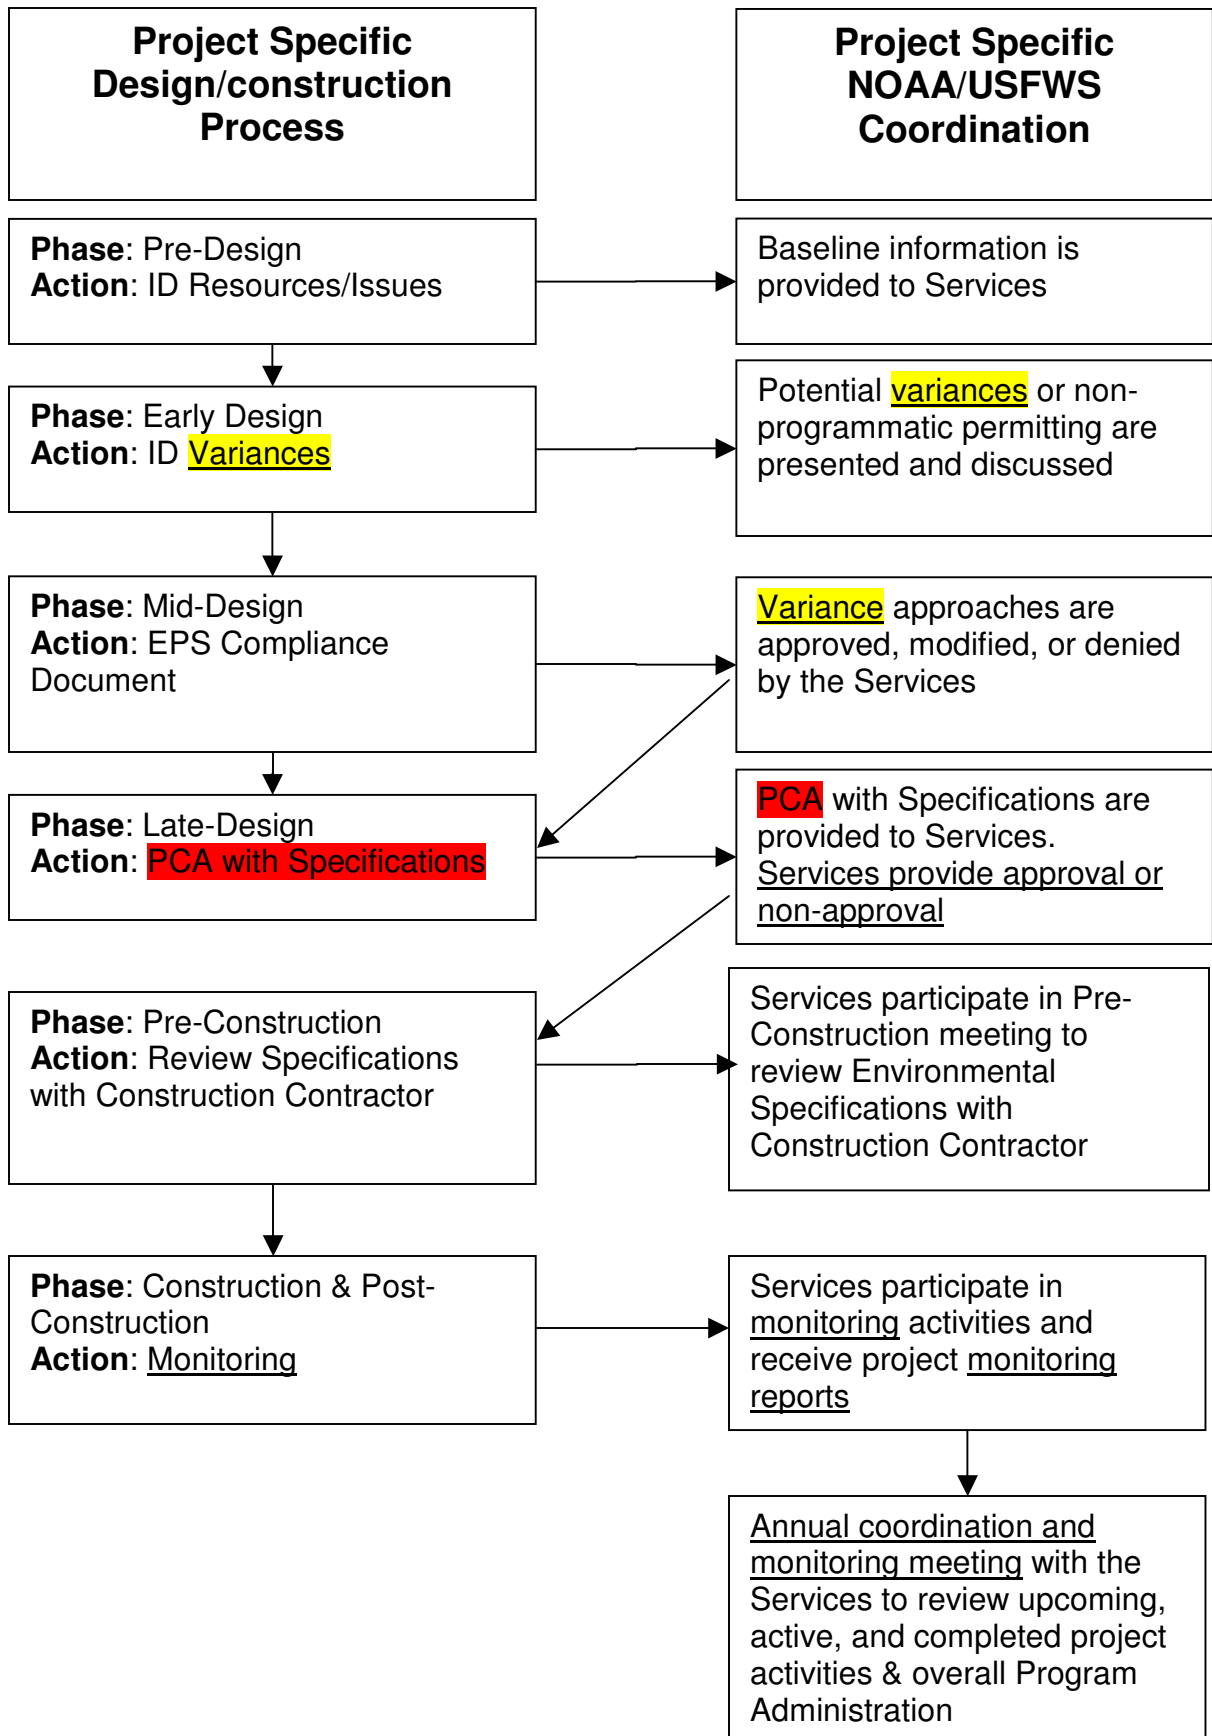 Project Specific
Design/construction
Process
Project Specific
NOAA/USFWS
Coordination
Phase: Pre-Design
Action: ID Resources/Issues
Baseline information is
provided to Services
Phase: Early Design
Action: ID Variances
Potential variances or non-
programmatic permitting are
presented and discussed
Phase: Mid-Design
Action: EPS Compliance
Document
Variance approaches are
approved, modified, or denied
by the Services
Phase: Late-Design
Action: PCA with Specifications
PCA with Specifications are
provided to Services.
Services provide approval or
non-approval
Phase: Pre-Construction
Action: Review Specifications
with Construction Contractor
Services participate in Pre-
Construction meeting to
review Environmental
Specifications with
Construction Contractor
Phase: Construction & Post-
Construction
Action: Monitoring
Services participate in
monitoring activities and
receive project monitoring
reports
Annual coordination and
monitoring meeting with the
Services to review upcoming,
active, and completed project
activities & overall Program
Administration